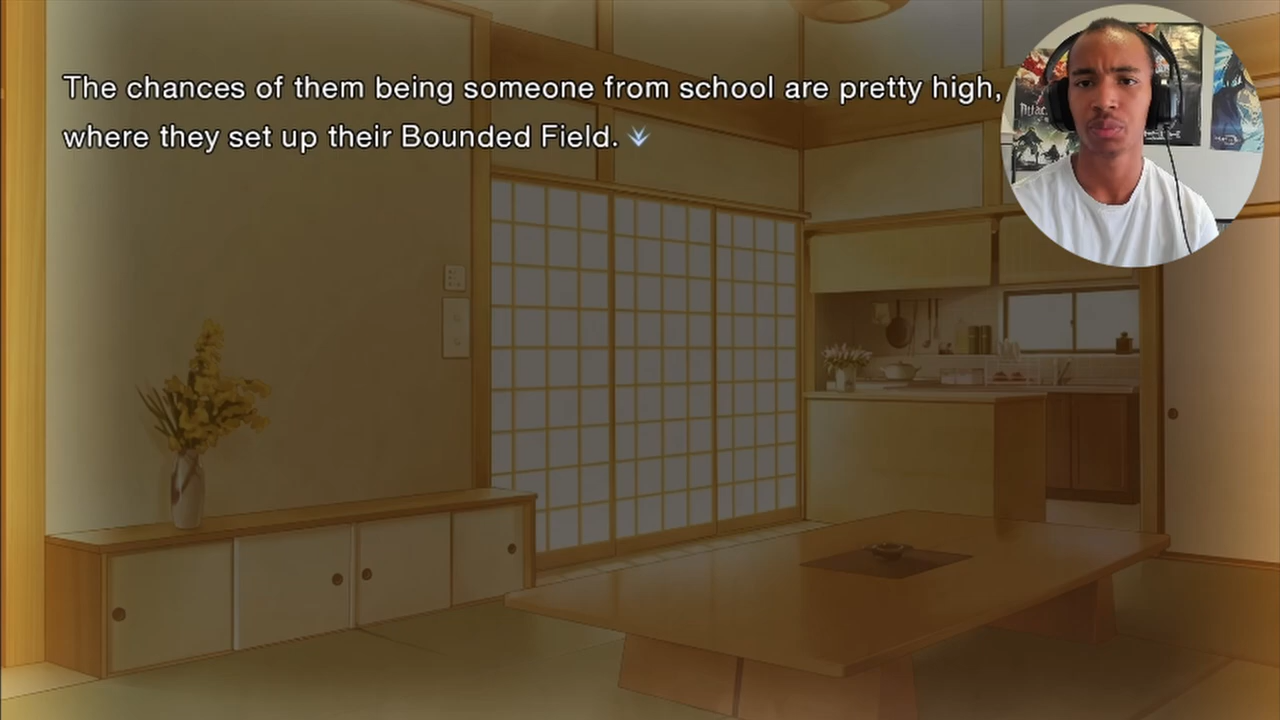 The chances of them being someone from school are pretty high,
where they set up their Bounded Field.